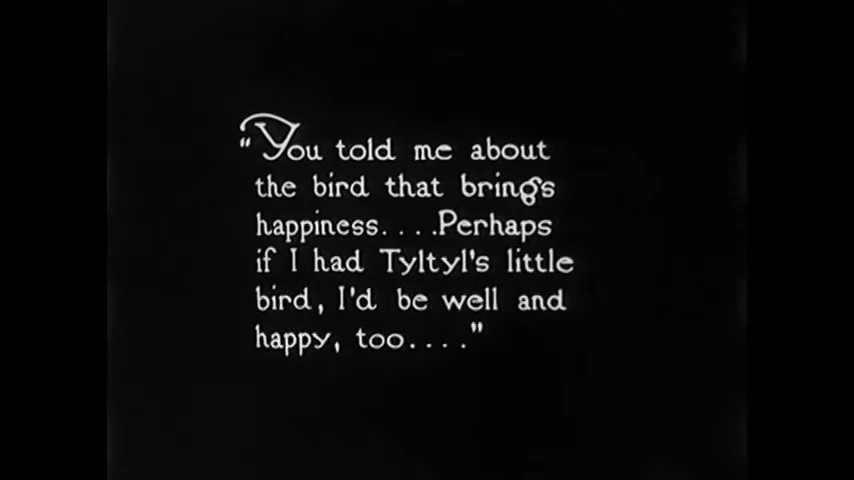 "You told me about
the bird that brings
happiness....Perhaps
if I had Tyltyl's little
bird, I'd be well and
happy, too...."